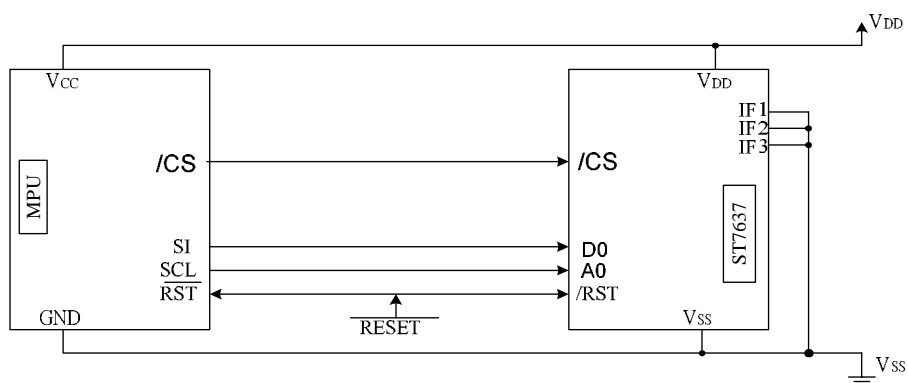 VDD
VCC
VDD
IF1
IF2
IF3
/CS
/CS
MPU
ST7637
SI
D0
SCL
A0
RST
/RST
RESET
GND
VSS
VSS